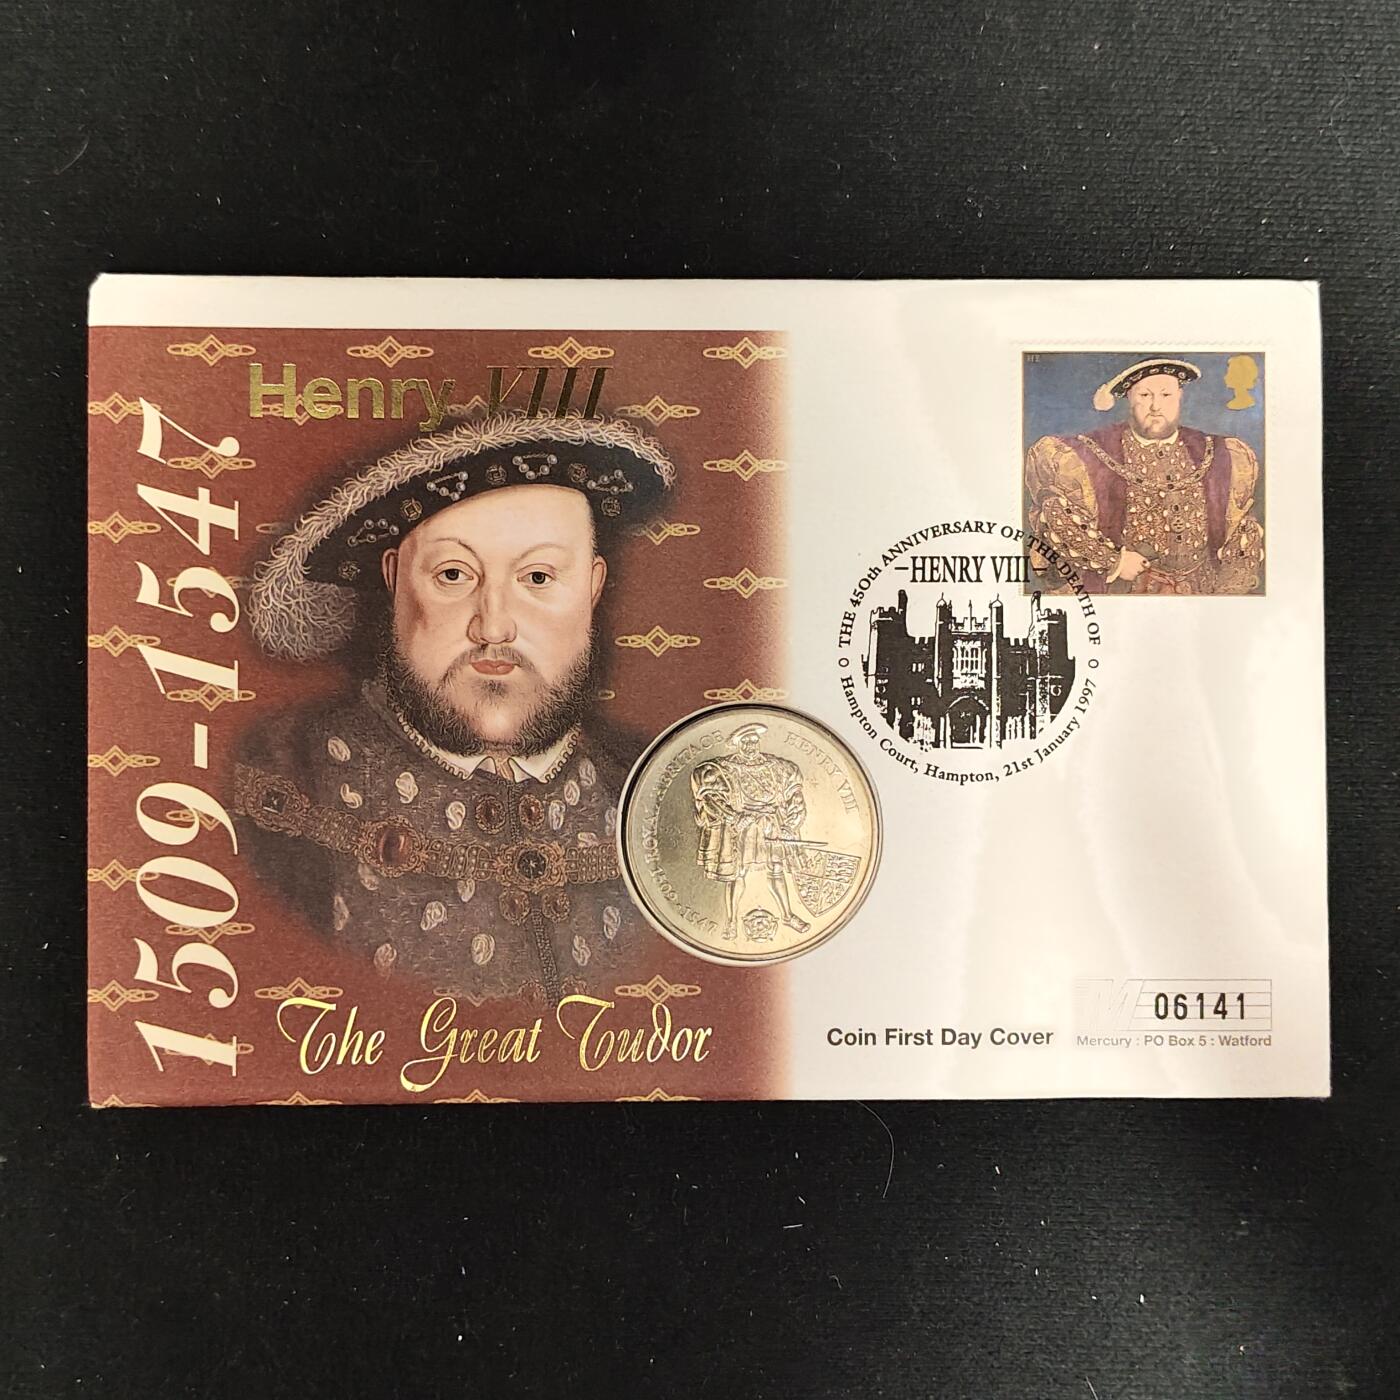 Henry VIII
1509-1547
The Great Tudor
ROYAL HERITAGE HENRY VIII
1509-1547
THE 450th ANNIVERSARY OF THE DEATH OF
-HENRY VIII-
Hampton Court, Hampton, 21st January 1997
Coin First Day Cover
06141
Mercury : PO Box 5 : Watford